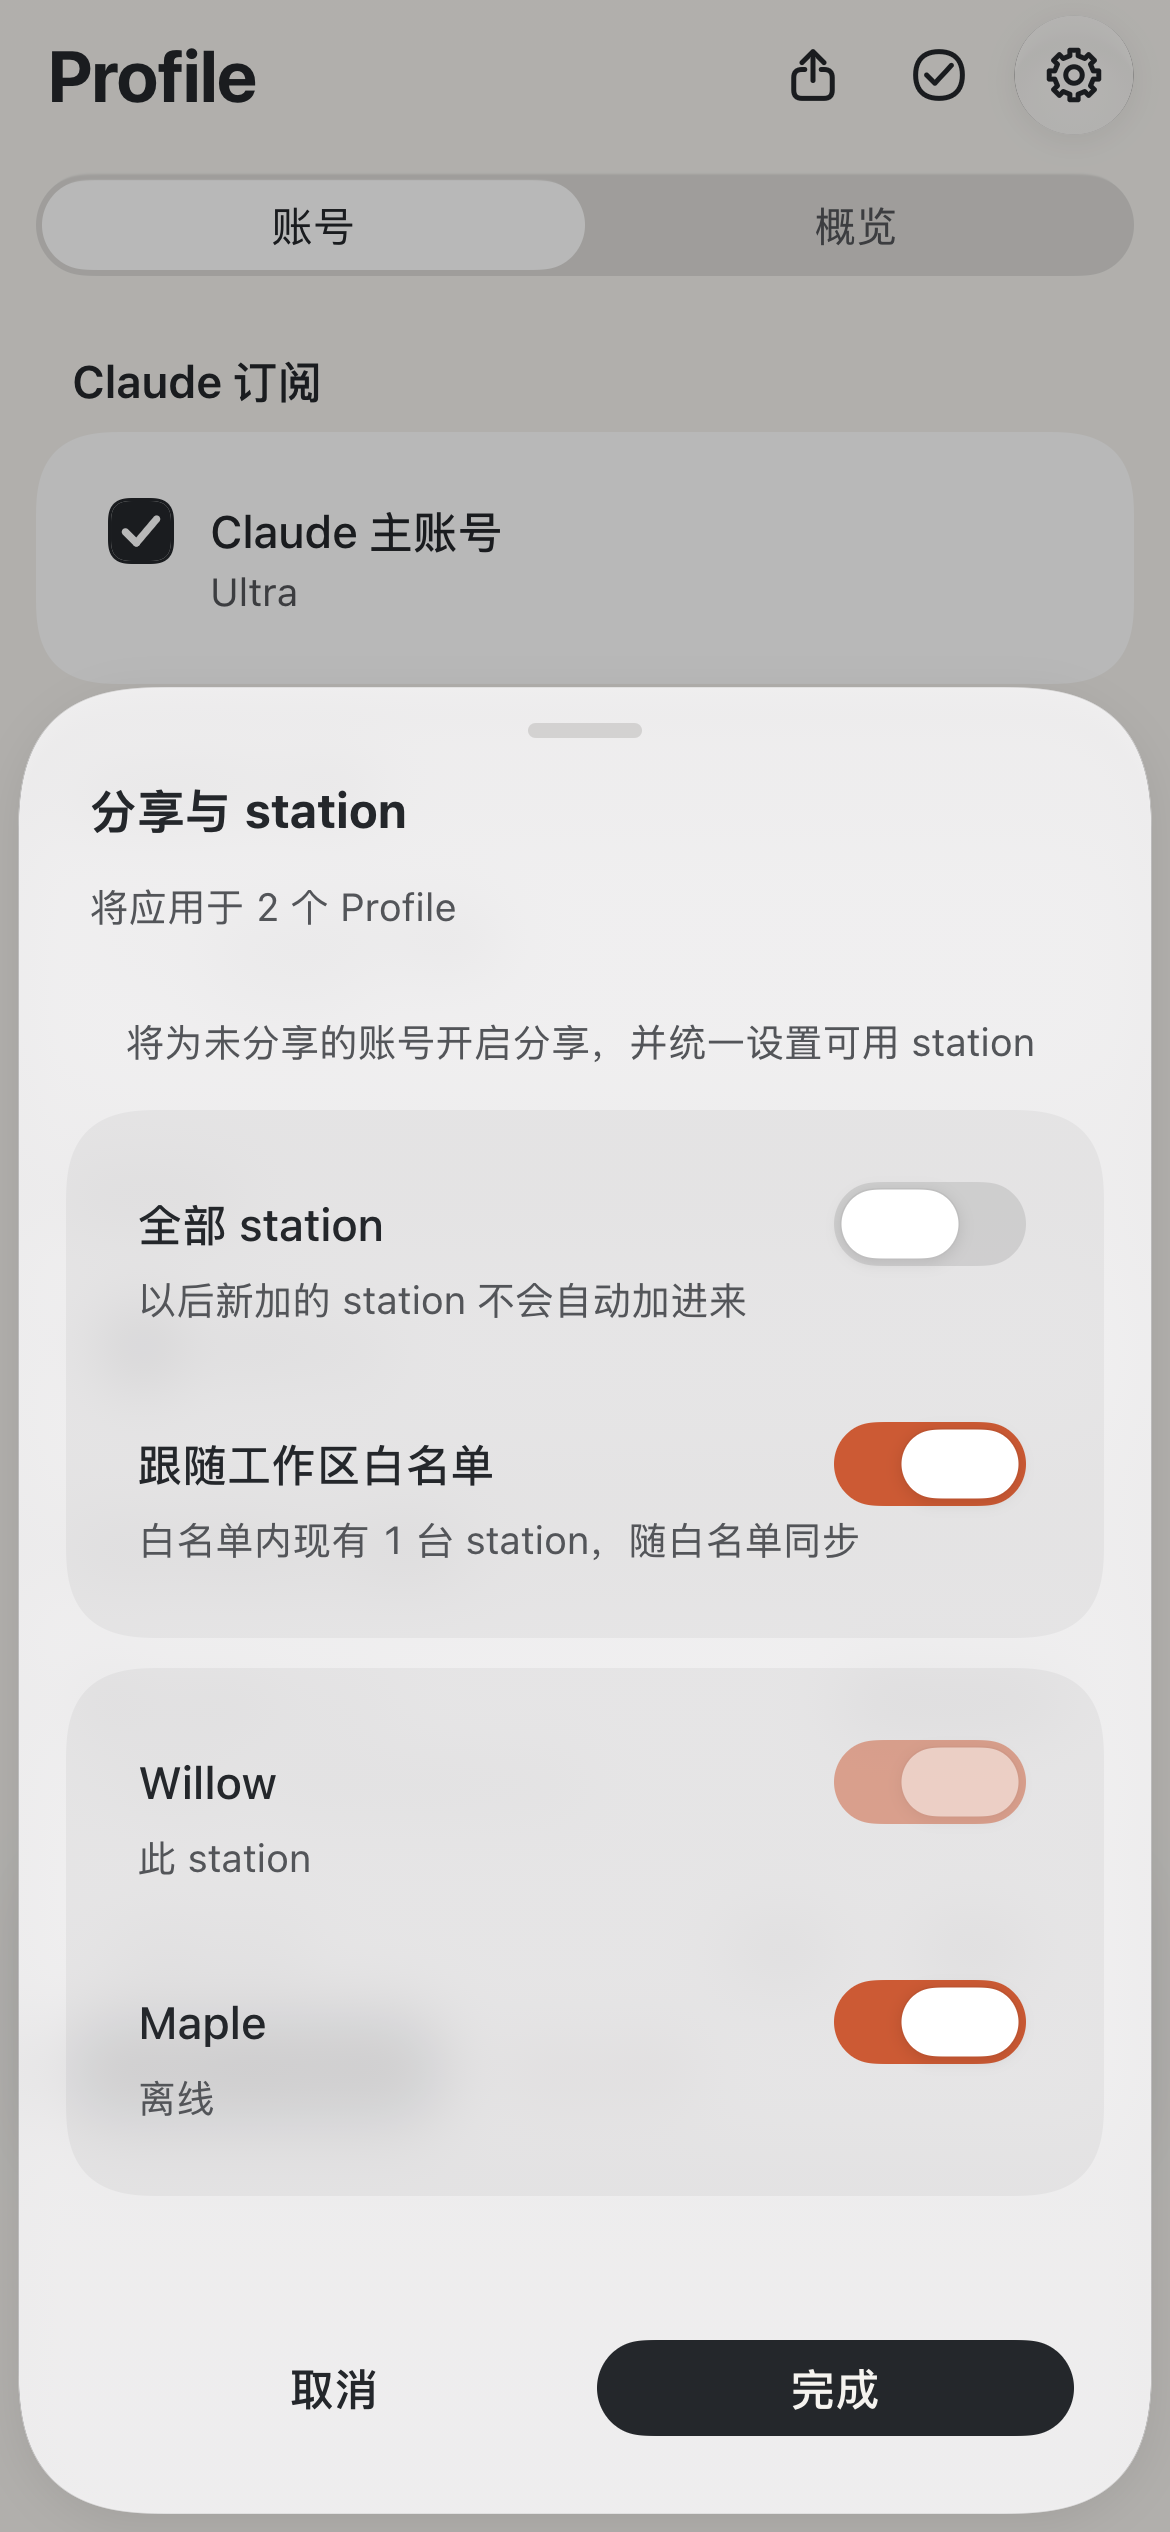 Profile
账号
概览
Claude 订阅
Claude 主账号
Ultra
分享与 station
将应用于 2 个 Profile
将为未分享的账号开启分享，并统一设置可用 station
全部 station
以后新加的 station 不会自动加进来
跟随工作区白名单
白名单内现有 1 台 station，随白名单同步
Willow
此 station
Maple
离线
取消
完成